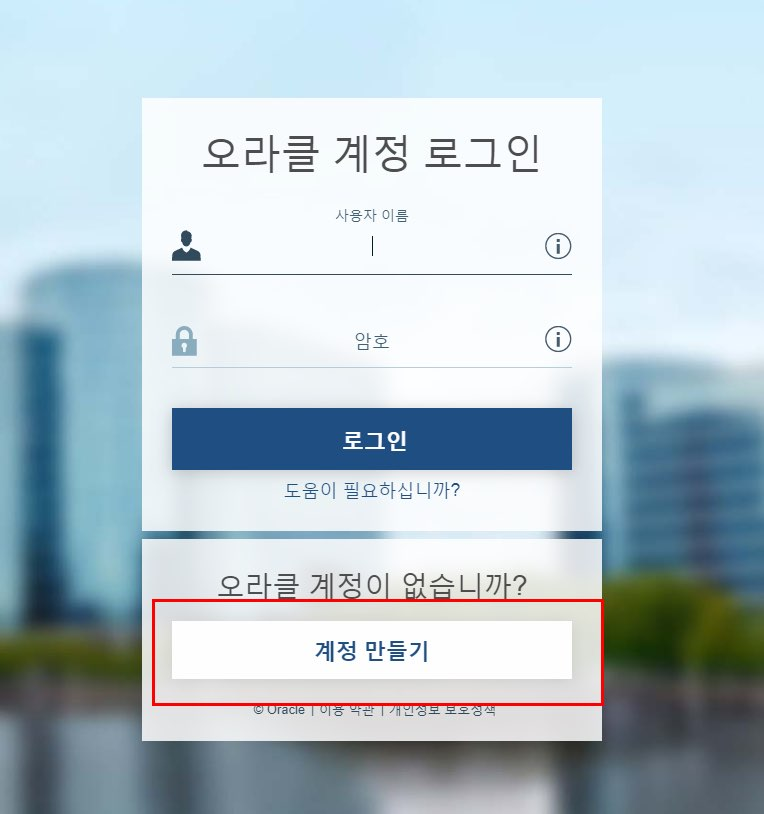 오라클 계정 로그인
사용자 이름
암호
로그인
도움이 필요하십니까?
오라클 계정이 없습니까?
계정 만들기
© Oracle | 이용 약관 | 개인정보 보호정책